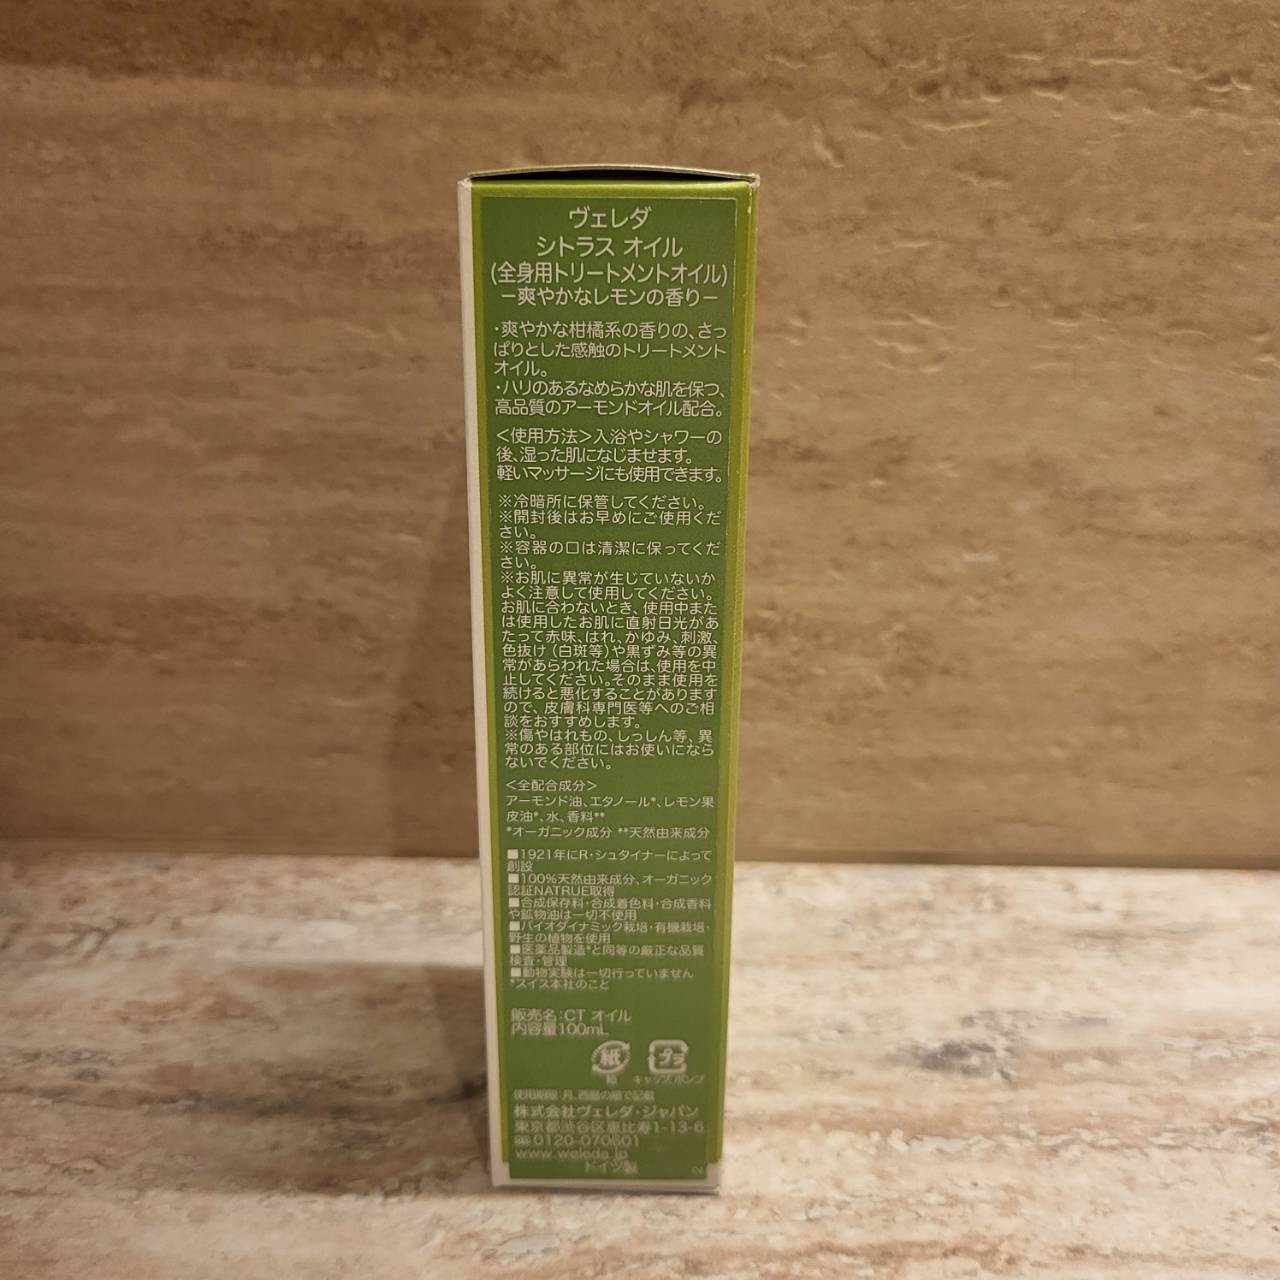 ヴェレダ
シトラス オイル
(全身用トリートメントオイル)
ー爽やかなレモンの香りー
・爽やかな柑橘系の香りの、さっ
ぱりとした感触のトリートメント
オイル。
・ハリのあるなめらかな肌を保つ、
高品質のアーモンドオイル配合。
＜使用方法＞入浴やシャワーの
後、湿った肌になじませます。
軽いマッサージにも使用できます。
※冷暗所に保管してください。
※開封後はお早めにご使用くだ
さい。
※容器の口は清潔に保ってくだ
さい。
※お肌に異常が生じていないか
よく注意して使用してください。
お肌に合わないとき、使用中また
は使用したお肌に直射日光があ
たって赤味、はれ、かゆみ、刺激、
色抜け（白斑等）や黒ずみ等の異
常があらわれた場合は、使用を中
止してください。そのまま使用を
続けると悪化することがあります
ので、皮膚科専門医等へのご相
談をおすすめします。
※傷やはれもの、しっしん等、異
常のある部位にはお使いになら
ないでください。
＜全配合成分＞
アーモンド油、エタノール*、レモン果
皮油*、水、香料**
*オーガニック成分 **天然由来成分
■1921年にR・シュタイナーによって
創設
■100%天然由来成分、オーガニック
認証NATRUE取得
■合成保存料・合成着色料・合成香料
や鉱物油は一切不使用
■バイオダイナミック栽培・有機栽培・
野生の植物を使用
■医薬品製造*と同等の厳正な品質
検査・管理
■動物実験は一切行っていません
*スイス本社のこと
販売名：CT オイル
内容量100mL
紙 プラ
箱 キャップ、ポンプ
使用期限：月、西暦の順で記載
株式会社ヴェレダ・ジャパン
東京都渋谷区恵比寿1-13-6
0120-070601
www.weleda.jp
ドイツ製
2